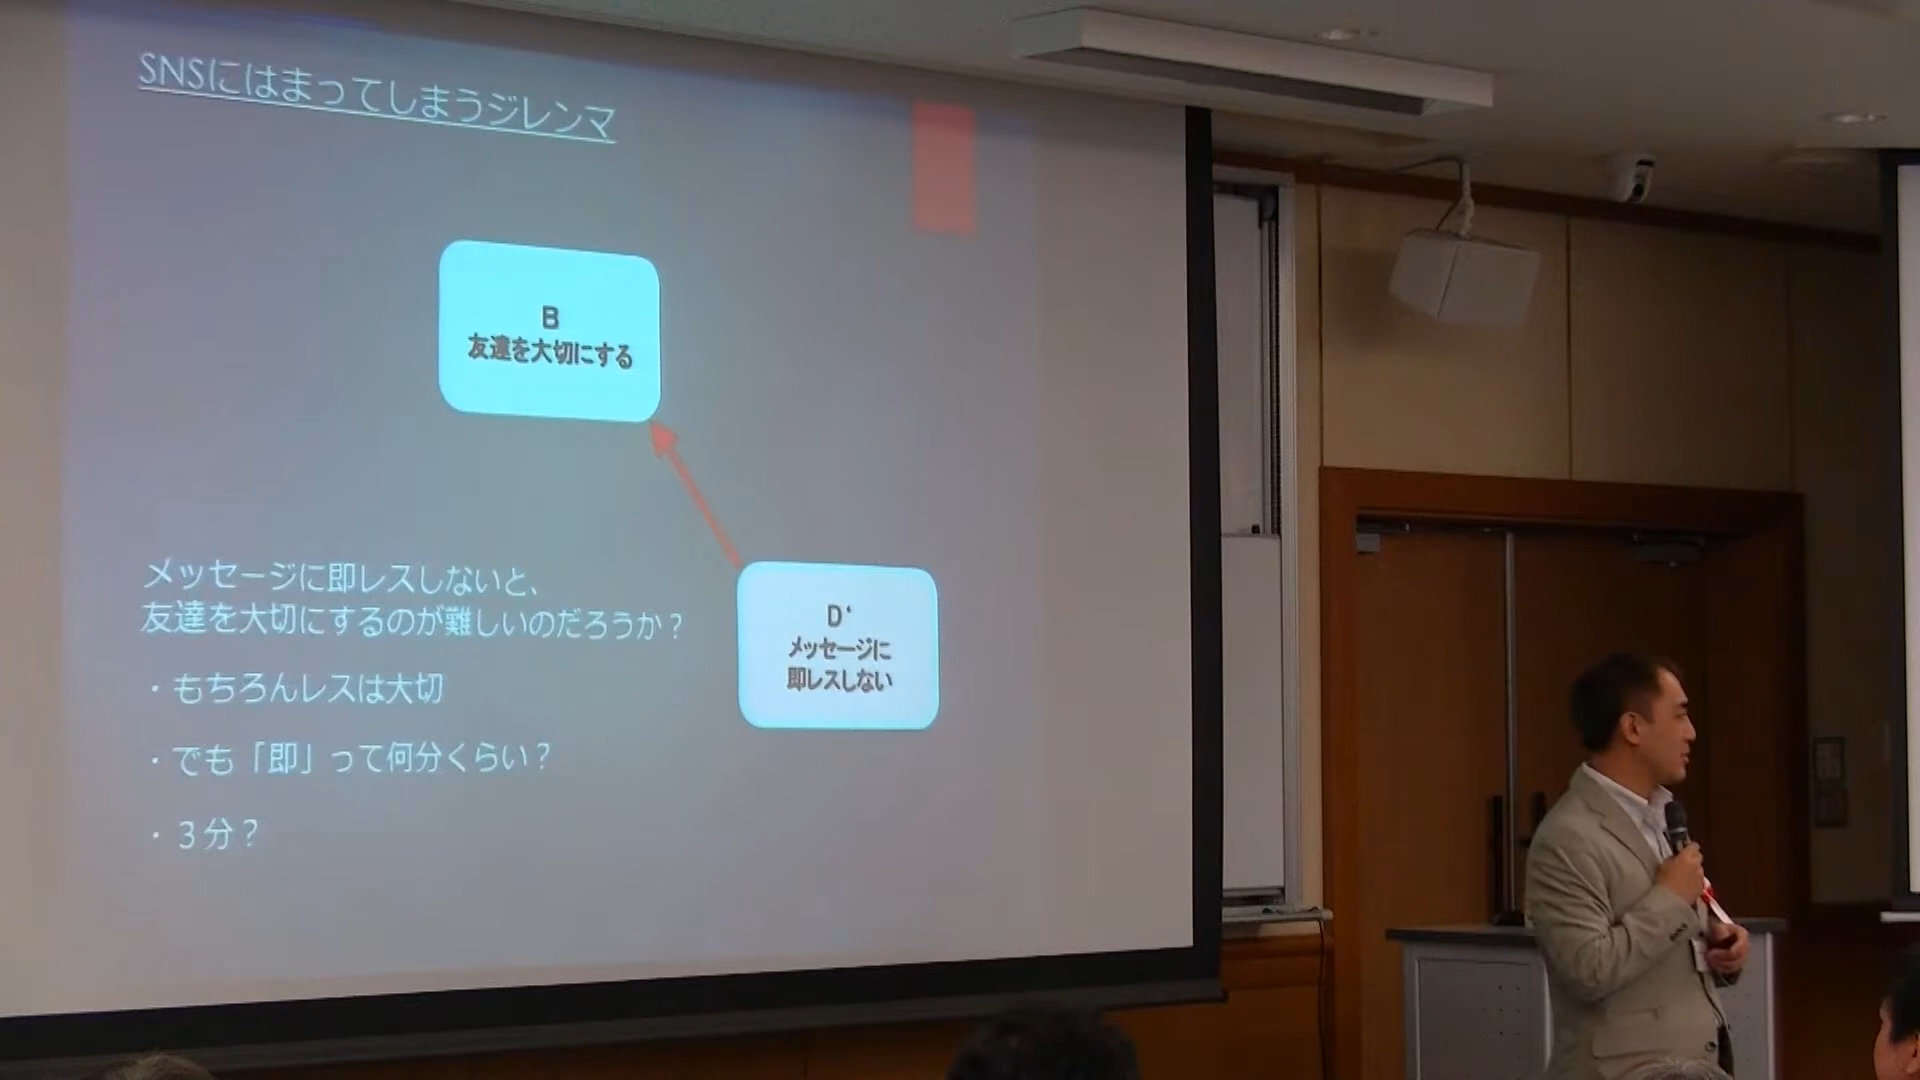 SNSにはまってしまうジレンマ
B
友達を大切にする
D‘
メッセージに
即レスしない
メッセージに即レスしないと、
友達を大切にするのが難しいのだろうか？
・もちろんレスは大切
・でも「即」って何分くらい？
・３分？